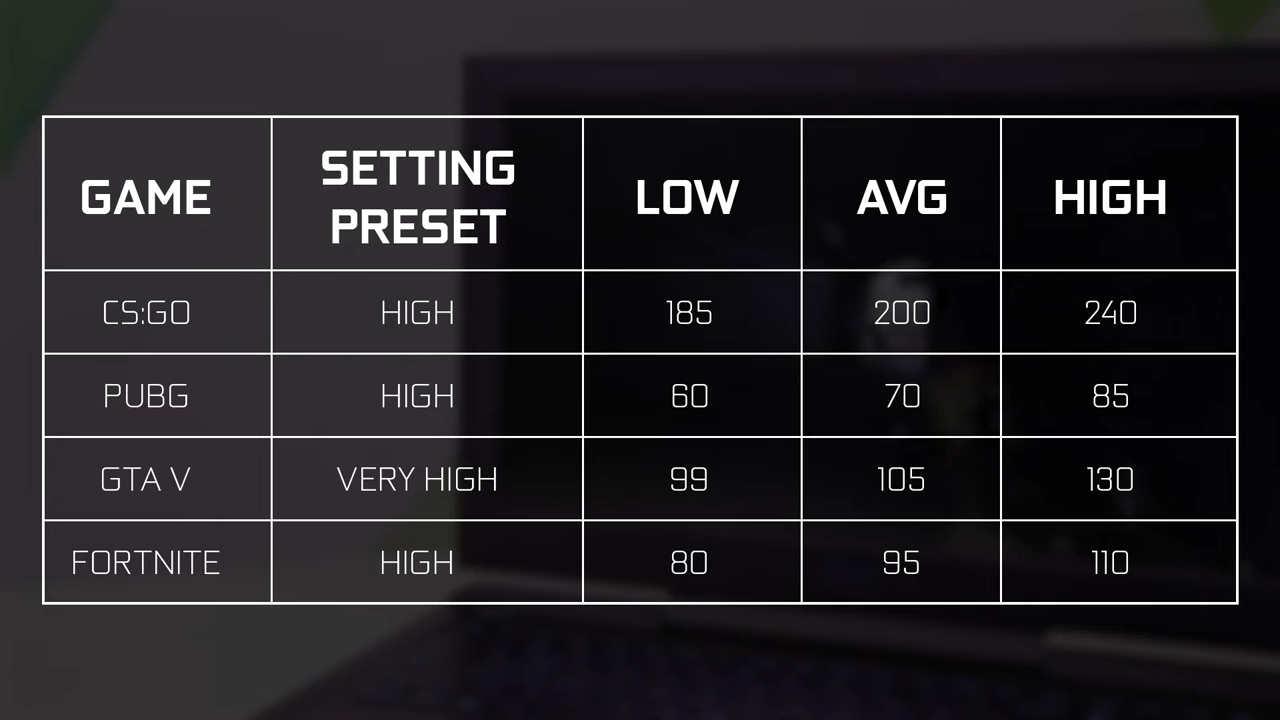 GAME SETTING PRESET LOW AVG HIGH
CS:GO HIGH 185 200 240
PUBG HIGH 60 70 85
GTA V VERY HIGH 99 105 130
FORTNITE HIGH 80 95 110